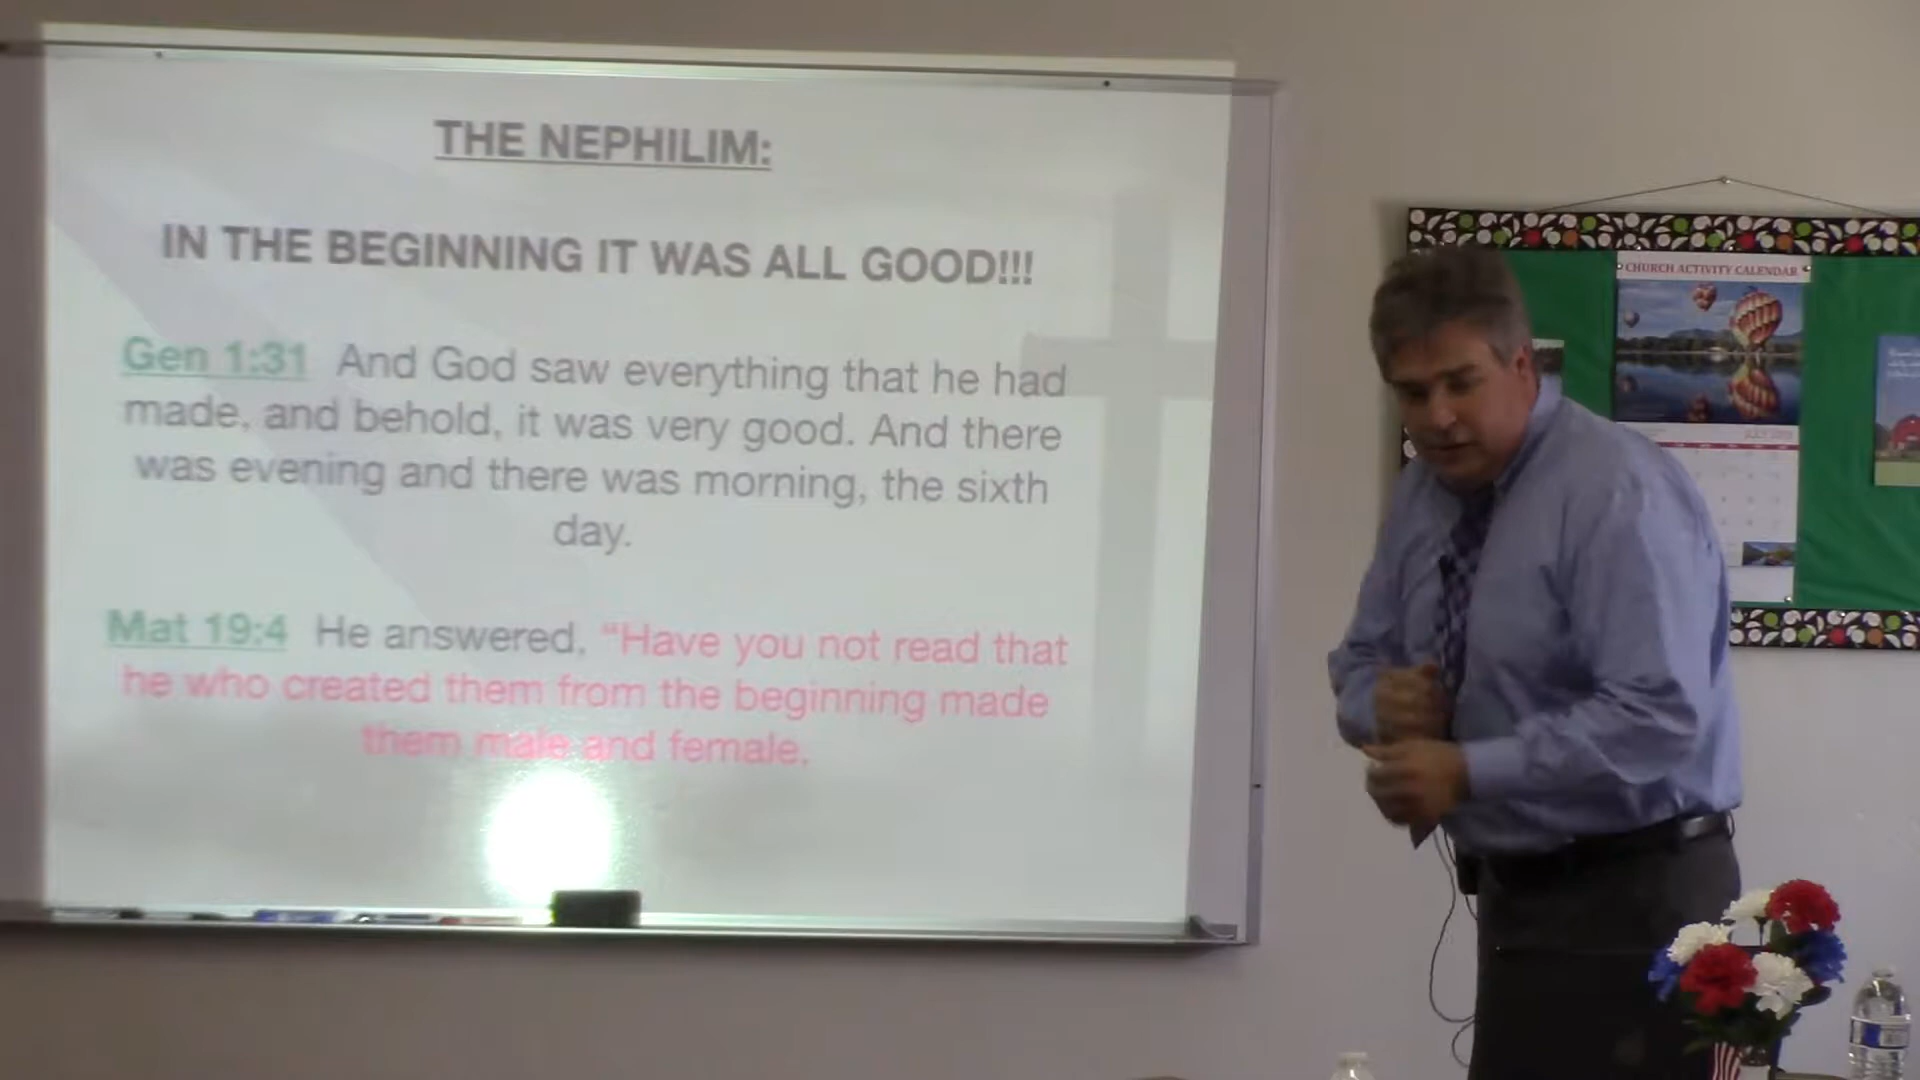 THE NEPHILIM:
IN THE BEGINNING IT WAS ALL GOOD!!!
Gen 1:31 And God saw everything that he had
made, and behold, it was very good. And there
was evening and there was morning, the sixth
day.
Mat 19:4 He answered, “Have you not read that
he who created them from the beginning made
them male and female,
CHURCH ACTIVITY CALENDAR